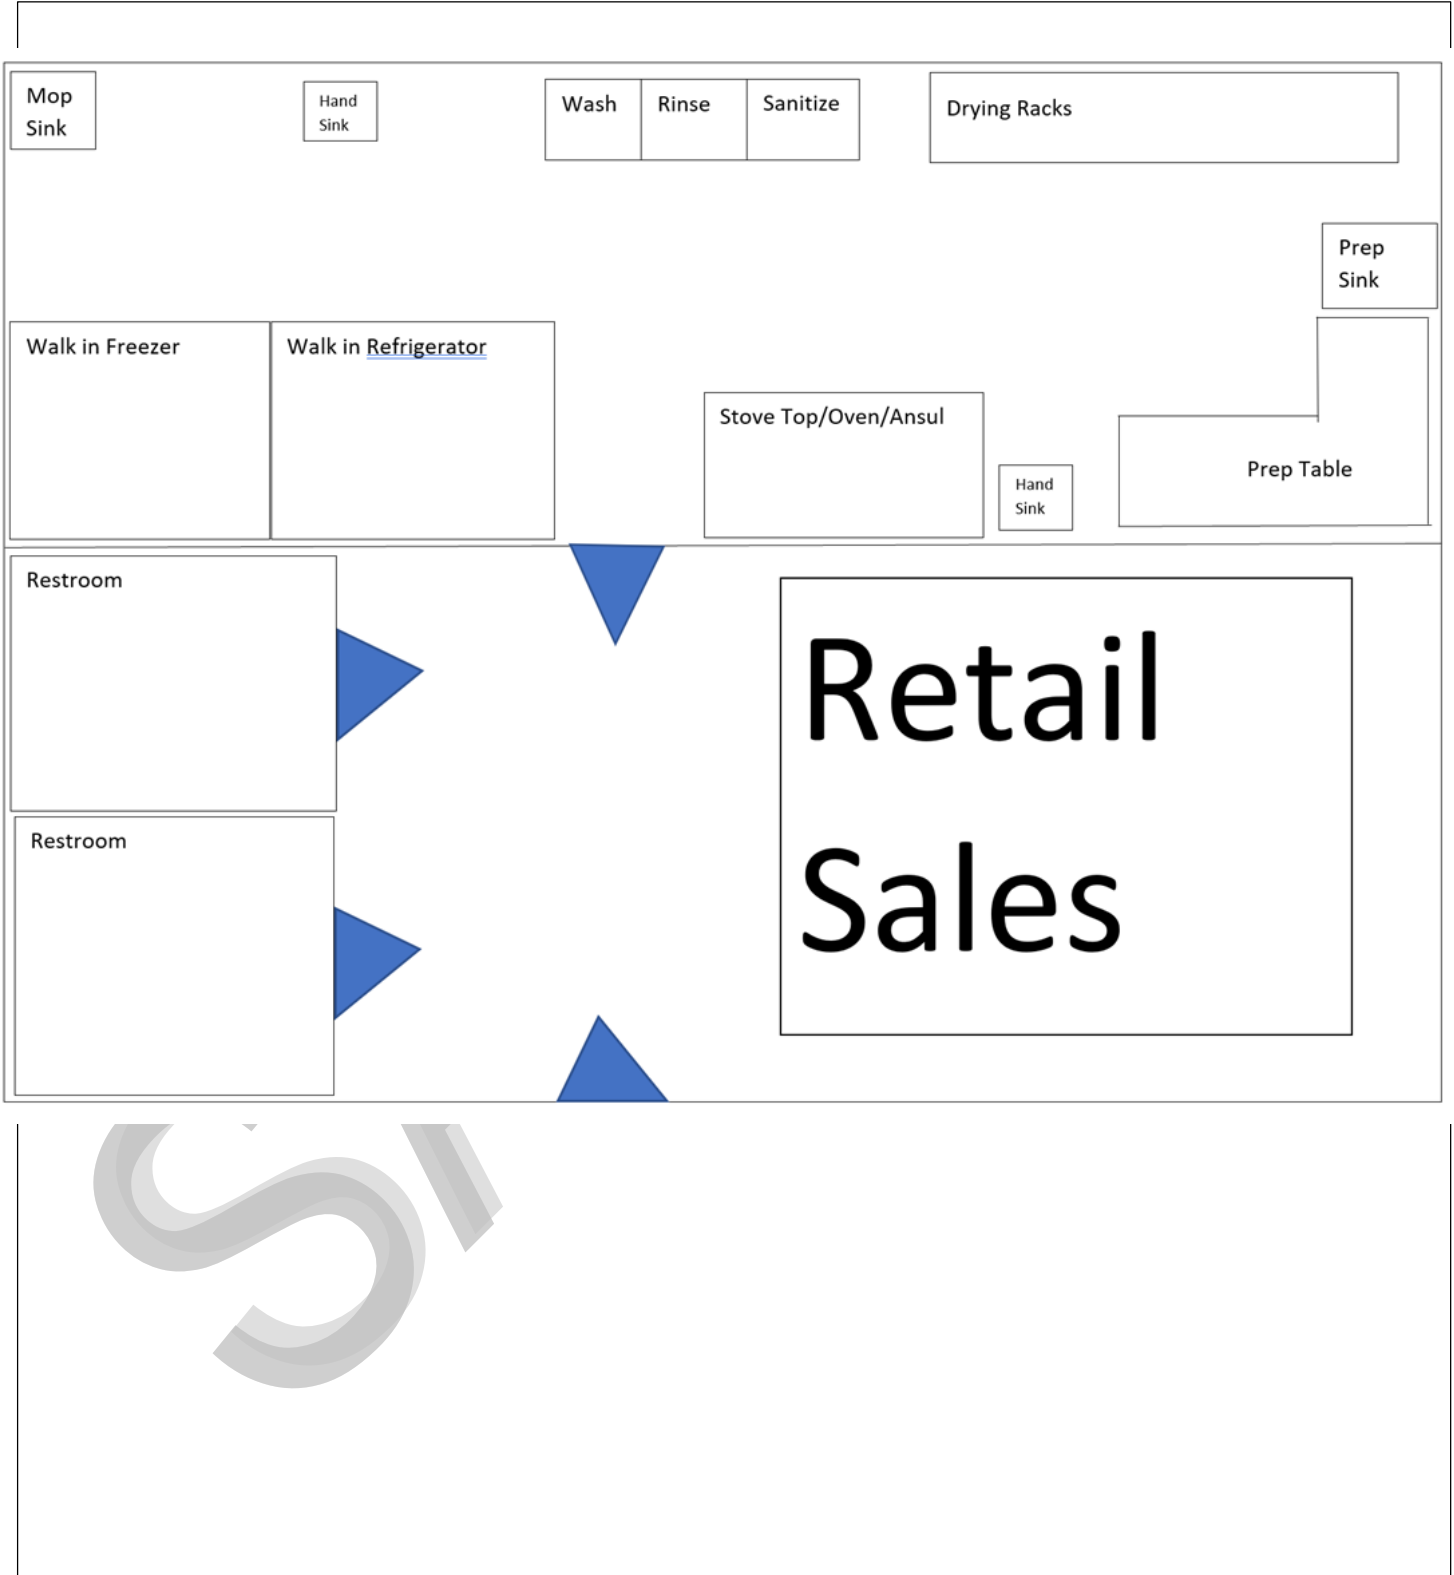 Mop
Sink
Hand
Sink
Wash
Rinse
Sanitize
Drying Racks
Prep
Sink
Walk in Freezer
Walk in Refrigerator
Stove Top/Oven/Ansul
Hand
Sink
Prep Table
Restroom
Retail
Sales
Restroom